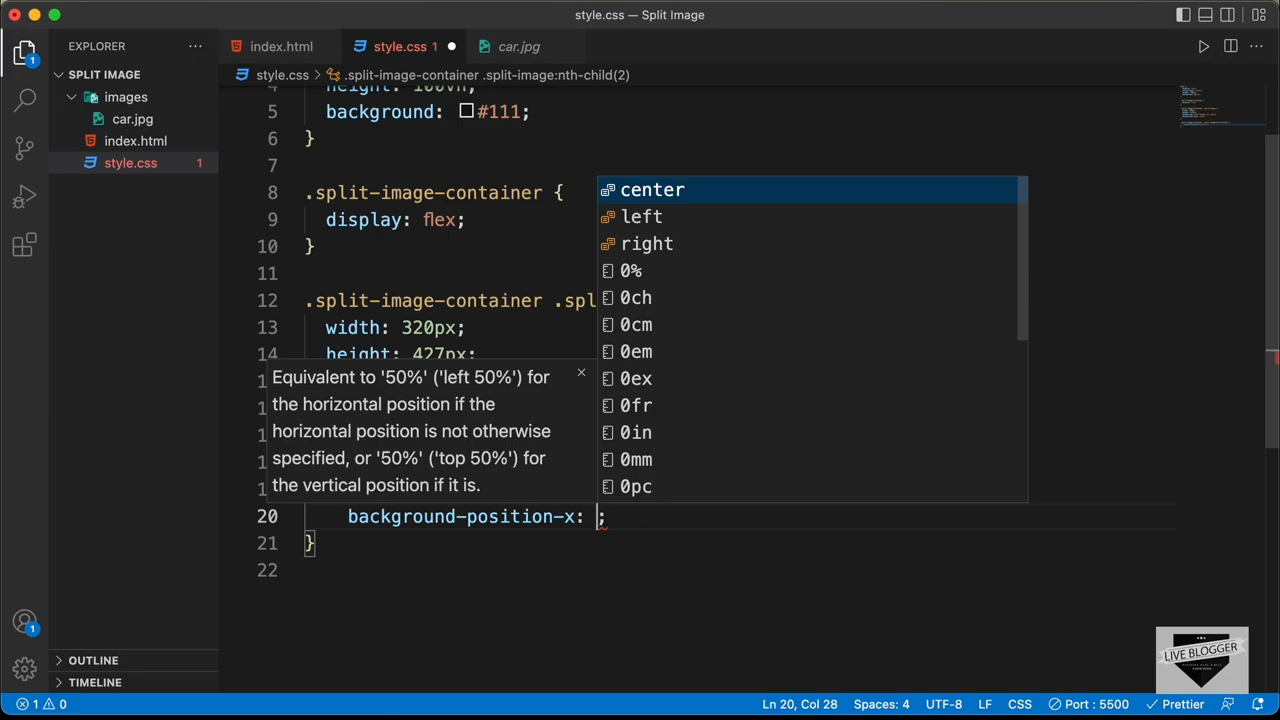 style.css — Split Image
EXPLORER
index.html
style.css 1
car.jpg
SPLIT IMAGE
style.css > .split-image-container .split-image:nth-child(2)
images
car.jpg
index.html
style.css 1
1
4 height: 100vh;
5 background: #111;
6 }
7
8 .split-image-container {
9 display: flex;
10 }
11
12 .split-image-container .spl
13 width: 320px;
14 height: 427px;
center
left
right
0%
0ch
0cm
0em
0ex
0fr
0in
0mm
0pc
Equivalent to '50%' ('left 50%') for
the horizontal position if the
horizontal position is not otherwise
specified, or '50%' ('top 50%') for
the vertical position if it is.
20 background-position-x: ;
21 }
22
1
OUTLINE
TIMELINE
LIVE BLOGGER
1 0
Ln 20, Col 28
Spaces: 4
UTF-8
LF
CSS
Port : 5500
Prettier